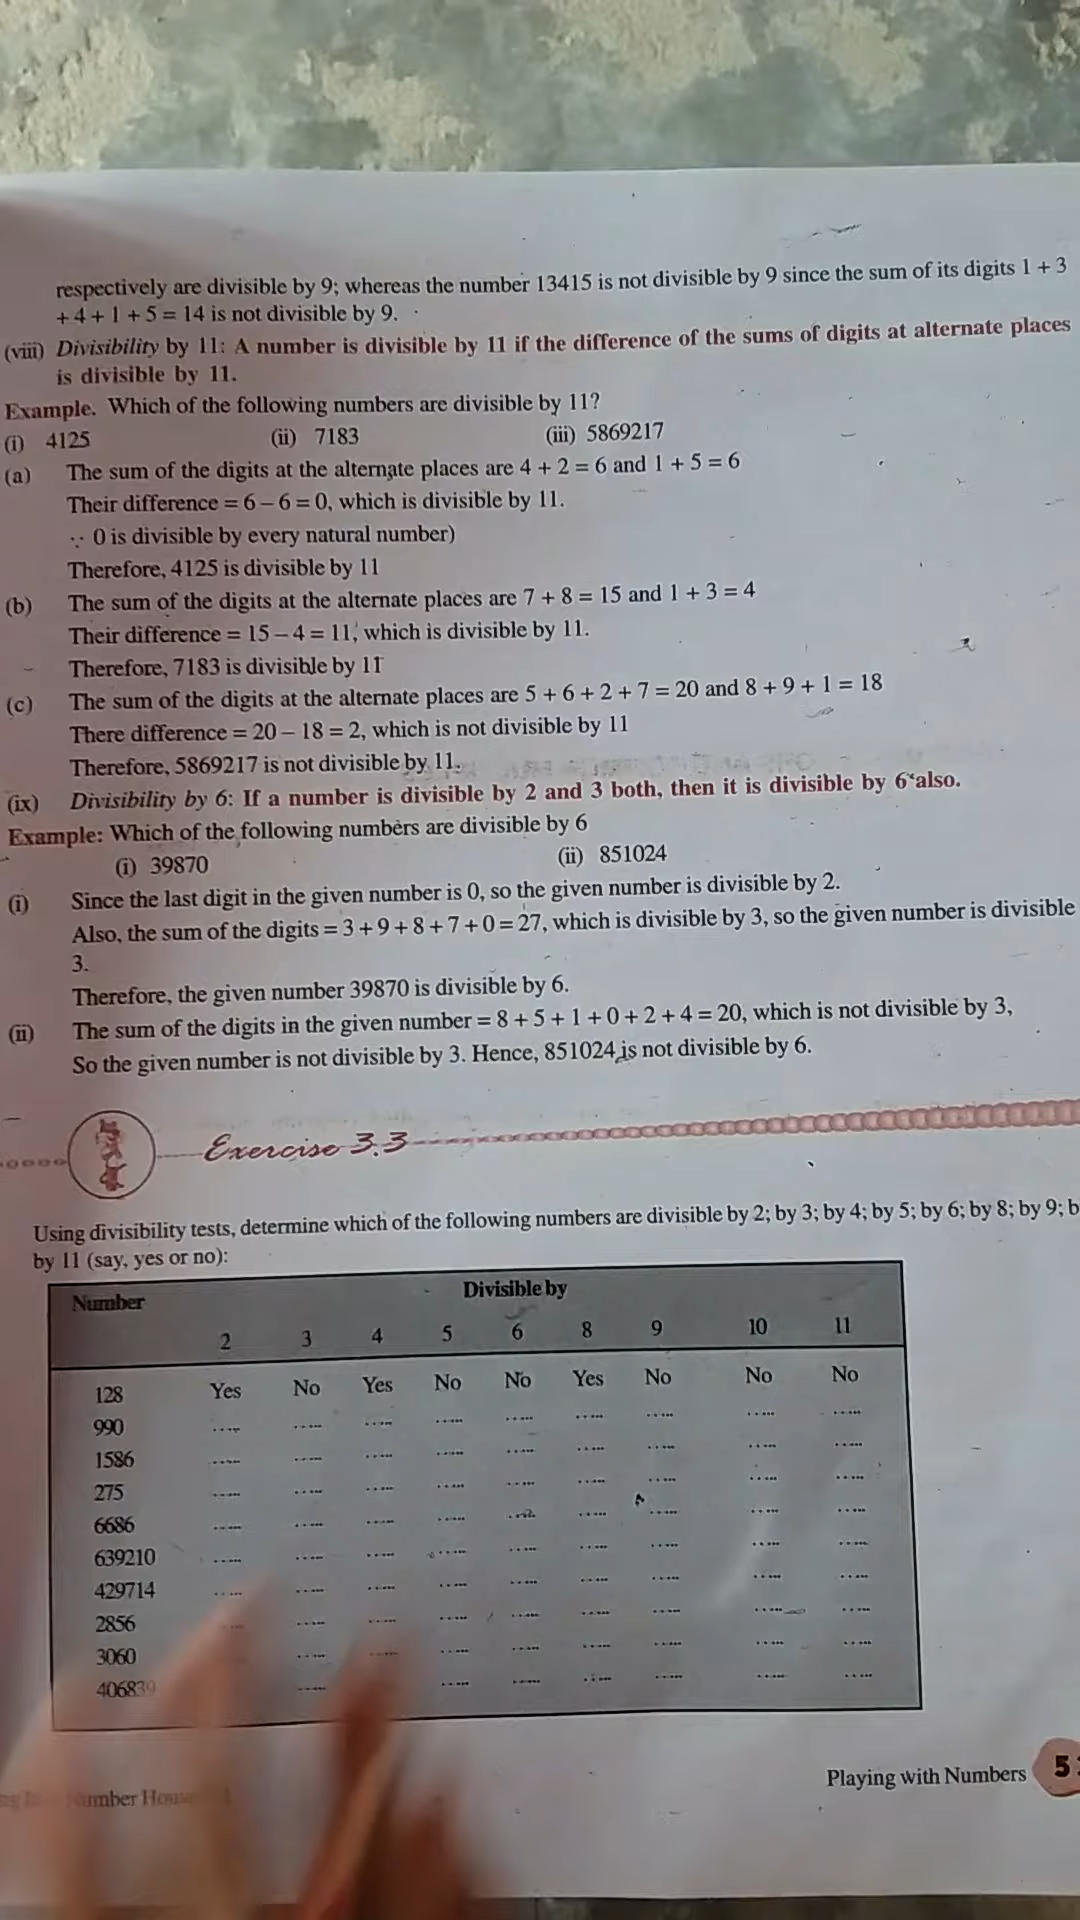 respectively are divisible by 9; whereas the number 13415 is not divisible by 9 since the sum of its digits 1 + 3
+ 4 + 1 + 5 = 14 is not divisible by 9.
(viii) Divisibility by 11: A number is divisible by 11 if the difference of the sums of digits at alternate places
is divisible by 11.
Example. Which of the following numbers are divisible by 11?
(i) 4125 (ii) 7183 (iii) 5869217
(a) The sum of the digits at the alternate places are 4 + 2 = 6 and 1 + 5 = 6
Their difference = 6 – 6 = 0, which is divisible by 11.
∵ 0 is divisible by every natural number)
Therefore, 4125 is divisible by 11
(b) The sum of the digits at the alternate places are 7 + 8 = 15 and 1 + 3 = 4
Their difference = 15 – 4 = 11, which is divisible by 11.
Therefore, 7183 is divisible by 11
(c) The sum of the digits at the alternate places are 5 + 6 + 2 + 7 = 20 and 8 + 9 + 1 = 18
There difference = 20 – 18 = 2, which is not divisible by 11
Therefore, 5869217 is not divisible by 11.
(ix) Divisibility by 6: If a number is divisible by 2 and 3 both, then it is divisible by 6 also.
Example: Which of the following numbers are divisible by 6
(i) 39870 (ii) 851024
(i) Since the last digit in the given number is 0, so the given number is divisible by 2.
Also, the sum of the digits = 3 + 9 + 8 + 7 + 0 = 27, which is divisible by 3, so the given number is divisible
3.
Therefore, the given number 39870 is divisible by 6.
(ii) The sum of the digits in the given number = 8 + 5 + 1 + 0 + 2 + 4 = 20, which is not divisible by 3,
So the given number is not divisible by 3. Hence, 851024 is not divisible by 6.
Exercise 3.3
Using divisibility tests, determine which of the following numbers are divisible by 2; by 3; by 4; by 5; by 6; by 8; by 9; b
by 11 (say, yes or no):
Number Divisible by
2 3 4 5 6 8 9 10 11
128 Yes No Yes No No Yes No No No
990 ..... ..... ..... ..... ..... ..... ..... ..... .....
1586 ..... ..... ..... ..... ..... ..... ..... ..... .....
275 ..... ..... ..... ..... ..... ..... ..... ..... .....
6686 ..... ..... ..... ..... ..... ..... ..... ..... .....
639210 ..... ..... ..... ..... ..... ..... ..... ..... .....
429714 ..... ..... ..... ..... ..... ..... ..... ..... .....
2856 ..... ..... ..... ..... ..... ..... ..... ..... .....
3060 ..... ..... ..... ..... ..... ..... ..... .....
406839 ..... ..... ..... ..... ..... ..... .....
Playing with Numbers 5